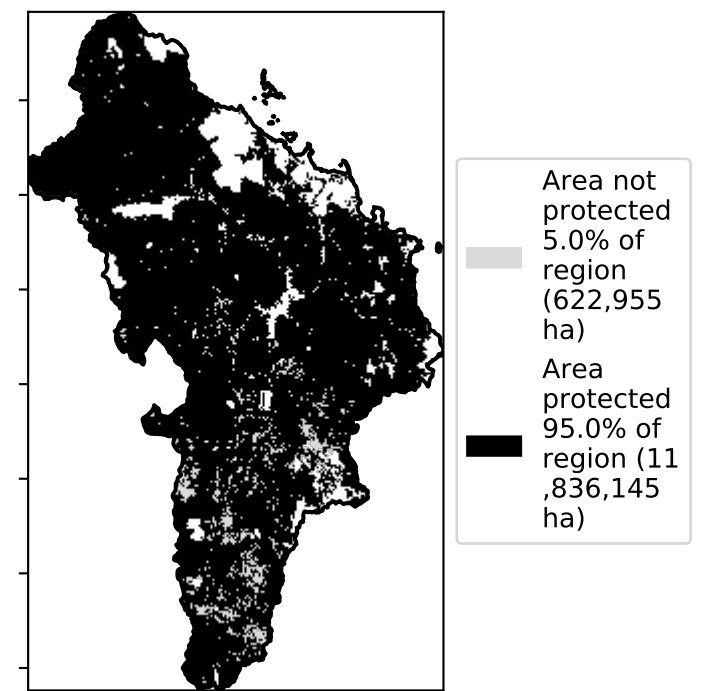 Area not
protected
5.0% of
region
(622,955
ha)
Area
protected
95.0% of
region (11
,836,145
ha)